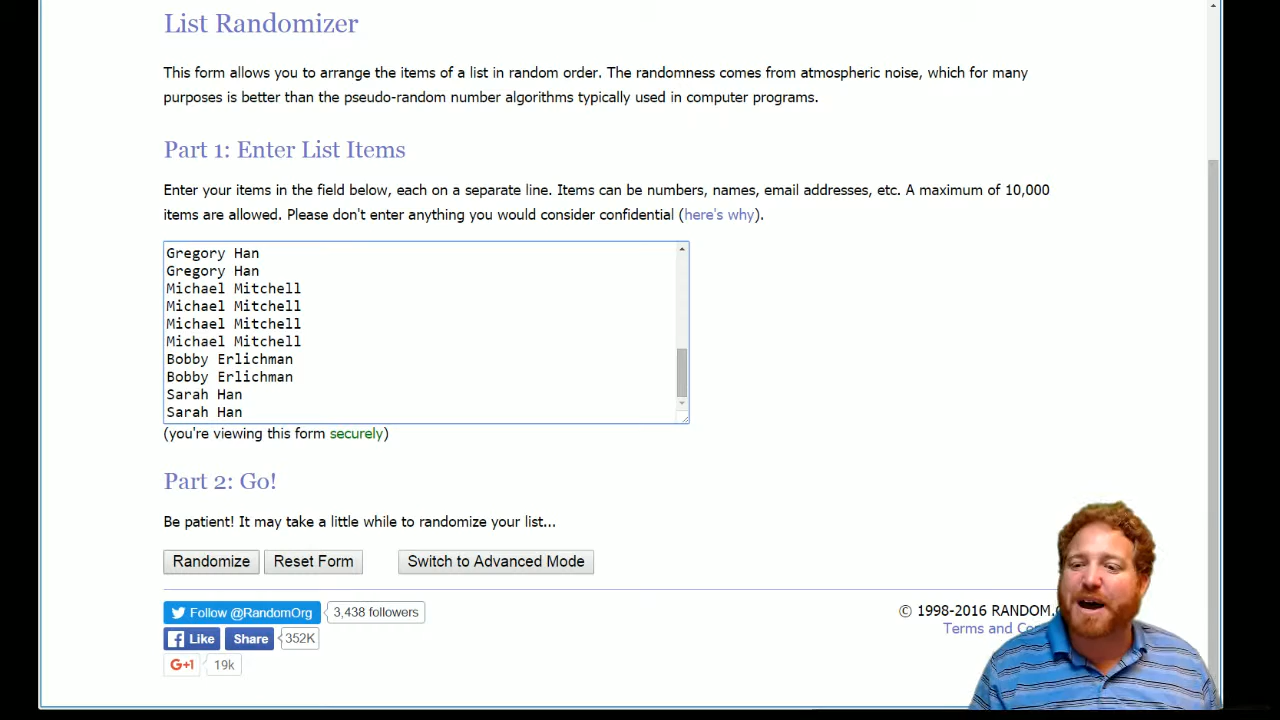 List Randomizer
This form allows you to arrange the items of a list in random order. The randomness comes from atmospheric noise, which for many
purposes is better than the pseudo-random number algorithms typically used in computer programs.
Part 1: Enter List Items
Enter your items in the field below, each on a separate line. Items can be numbers, names, email addresses, etc. A maximum of 10,000
items are allowed. Please don't enter anything you would consider confidential (here's why).
Gregory Han
Gregory Han
Michael Mitchell
Michael Mitchell
Michael Mitchell
Michael Mitchell
Bobby Erlichman
Bobby Erlichman
Sarah Han
Sarah Han
(you're viewing this form securely)
Part 2: Go!
Be patient! It may take a little while to randomize your list...
Randomize Reset Form Switch to Advanced Mode
Follow @RandomOrg 3,438 followers
© 1998-2016 RANDOM.
Like Share 352K
Terms and
G+1 19k